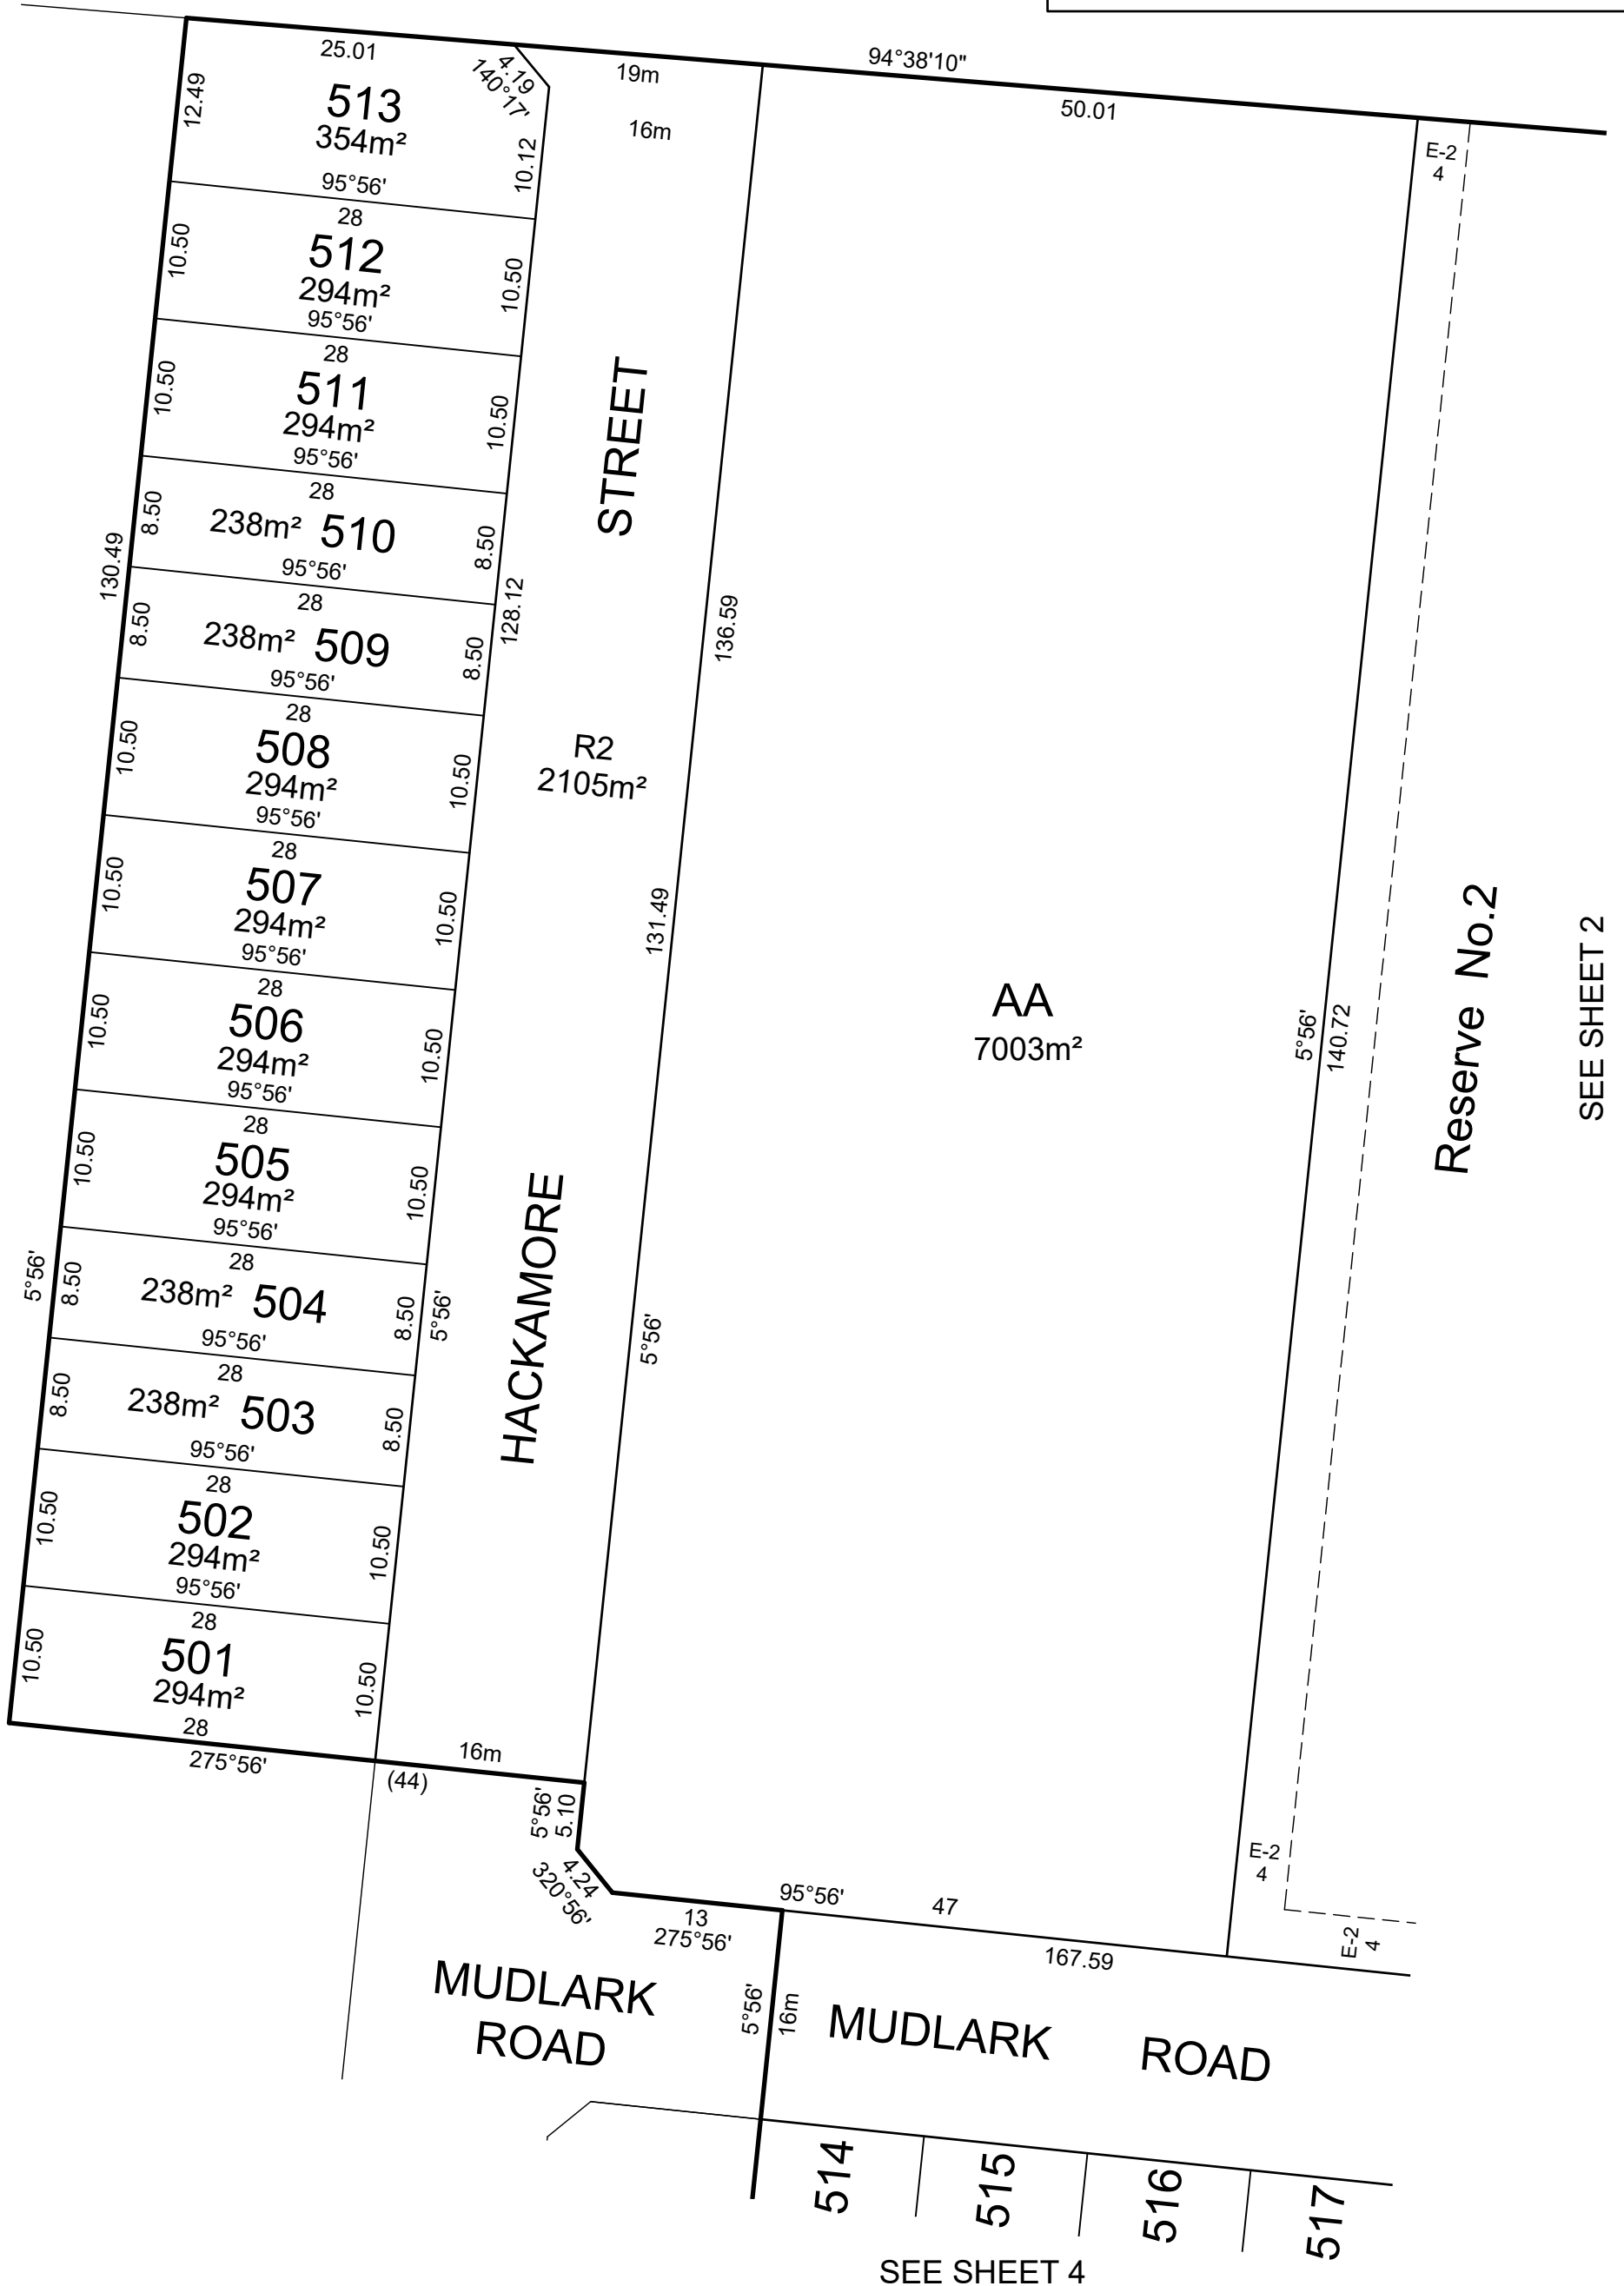 94°38'10"
25.01
4.19
140°17'
19m
50.01
12.49
513
354m²
16m
10.12
E-2
4
95°56'
28
10.50
512
294m²
10.50
95°56'
28
10.50
511
294m²
10.50
STREET
95°56'
28
8.50
238m² 510
8.50
95°56'
130.49
28
128.12
136.59
8.50
238m² 509
8.50
95°56'
28
10.50
508
294m²
10.50
R2
2105m²
95°56'
28
10.50
507
294m²
10.50
131.49
95°56'
28
10.50
506
294m²
10.50
AA
7003m²
5°56'
140.72
Reserve No.2
SEE SHEET 2
95°56'
28
10.50
505
294m²
10.50
95°56'
28
5°56'
8.50
238m² 504
8.50
5°56'
HACKAMORE
5°56'
95°56'
28
8.50
238m² 503
8.50
95°56'
28
10.50
502
294m²
10.50
95°56'
28
10.50
501
294m²
10.50
28
275°56'
16m
(44)
5°56'
5.10
4.24
320°56'
E-2
4
95°56'
47
13
275°56'
167.59
E-2
4
MUDLARK
ROAD
5°56'
16m
MUDLARK ROAD
514
515
516
517
SEE SHEET 4